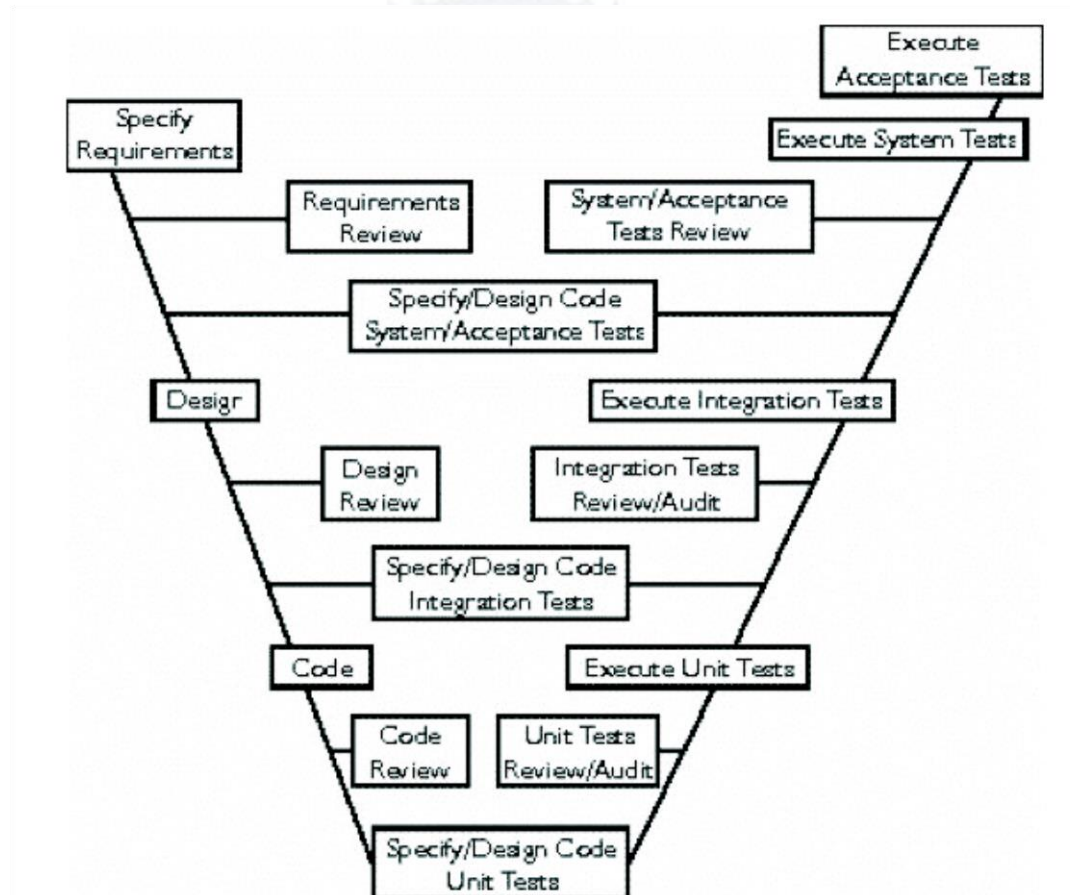 Execute
Acceptance Tests
Specify
Requirements
Execute System Tests
Requirements
Review
System/Acceptance
Tests Review
Specify/Design Code
System/Acceptance Tests
Design
Execute Integration Tests
Design
Review
Integration Tests
Review/Audit
Specify/Design Code
Integration Tests
Code
Execute Unit Tests
Code
Review
Unit Tests
Review/Audit
Specify/Design Code
Unit Tests